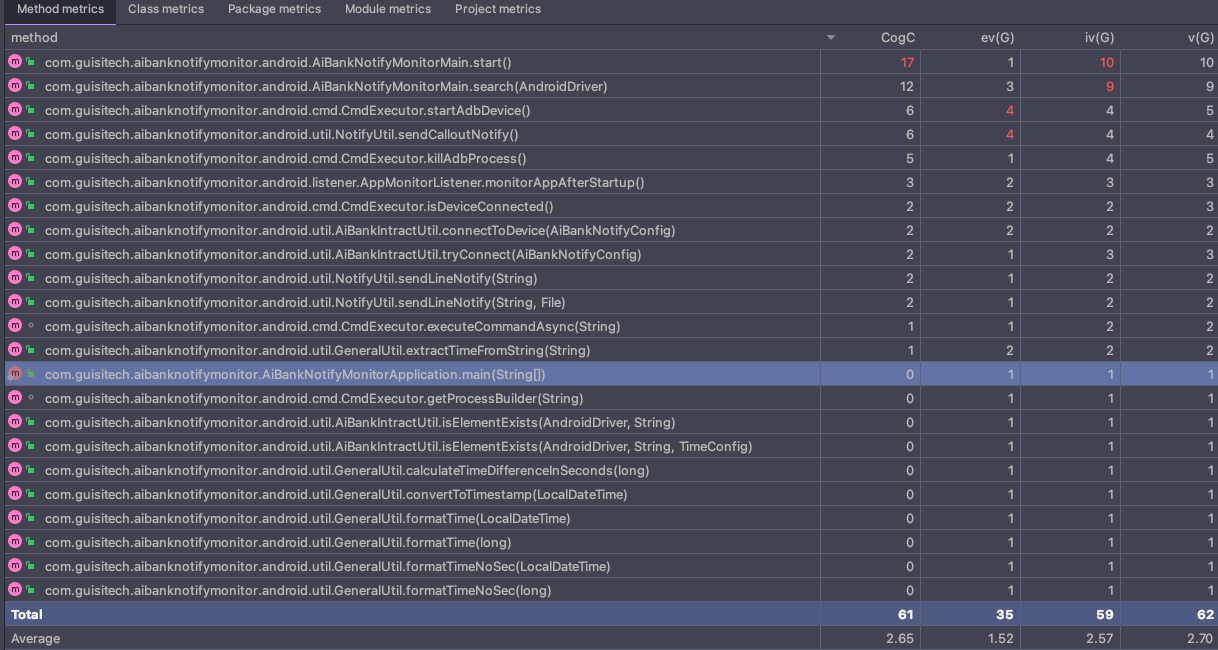 Method metrics Class metrics Package metrics Module metrics Project metrics
method CogC ev(G) iv(G) v(G)
m com.guisitech.aibanknotifymonitor.android.AiBankNotifyMonitorMain.start() 17 1 10 10
m com.guisitech.aibanknotifymonitor.android.AiBankNotifyMonitorMain.search(AndroidDriver) 12 3 9 9
m com.guisitech.aibanknotifymonitor.android.cmd.CmdExecutor.startAdbDevice() 6 4 4 5
m com.guisitech.aibanknotifymonitor.android.util.NotifyUtil.sendCalloutNotify() 6 4 4 4
m com.guisitech.aibanknotifymonitor.android.cmd.CmdExecutor.killAdbProcess() 5 1 4 5
m com.guisitech.aibanknotifymonitor.android.listener.AppMonitorListener.monitorAppAfterStartup() 3 2 3 3
m com.guisitech.aibanknotifymonitor.android.cmd.CmdExecutor.isDeviceConnected() 2 2 2 3
m com.guisitech.aibanknotifymonitor.android.util.AiBankIntractUtil.connectToDevice(AiBankNotifyConfig) 2 2 2 2
m com.guisitech.aibanknotifymonitor.android.util.AiBankIntractUtil.tryConnect(AiBankNotifyConfig) 2 1 3 3
m com.guisitech.aibanknotifymonitor.android.util.NotifyUtil.sendLineNotify(String) 2 1 2 2
m com.guisitech.aibanknotifymonitor.android.util.NotifyUtil.sendLineNotify(String, File) 2 1 2 2
m com.guisitech.aibanknotifymonitor.android.cmd.CmdExecutor.executeCommandAsync(String) 1 1 2 2
m com.guisitech.aibanknotifymonitor.android.util.GeneralUtil.extractTimeFromString(String) 1 2 2 2
m com.guisitech.aibanknotifymonitor.AiBankNotifyMonitorApplication.main(String[]) 0 1 1 1
m com.guisitech.aibanknotifymonitor.android.cmd.CmdExecutor.getProcessBuilder(String) 0 1 1 1
m com.guisitech.aibanknotifymonitor.android.util.AiBankIntractUtil.isElementExists(AndroidDriver, String) 0 1 1 1
m com.guisitech.aibanknotifymonitor.android.util.AiBankIntractUtil.isElementExists(AndroidDriver, String, TimeConfig) 0 1 1 1
m com.guisitech.aibanknotifymonitor.android.util.GeneralUtil.calculateTimeDifferenceInSeconds(long) 0 1 1 1
m com.guisitech.aibanknotifymonitor.android.util.GeneralUtil.convertToTimestamp(LocalDateTime) 0 1 1 1
m com.guisitech.aibanknotifymonitor.android.util.GeneralUtil.formatTime(LocalDateTime) 0 1 1 1
m com.guisitech.aibanknotifymonitor.android.util.GeneralUtil.formatTime(long) 0 1 1 1
m com.guisitech.aibanknotifymonitor.android.util.GeneralUtil.formatTimeNoSec(LocalDateTime) 0 1 1 1
m com.guisitech.aibanknotifymonitor.android.util.GeneralUtil.formatTimeNoSec(long) 0 1 1 1
Total 61 35 59 62
Average 2.65 1.52 2.57 2.70